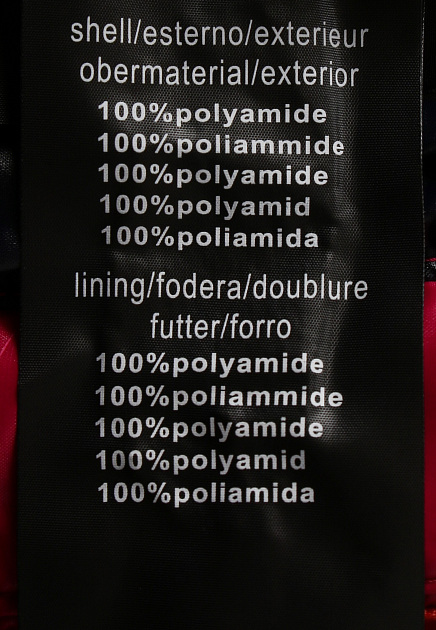 shell/esterno/exterieur
obermaterial/exterior
100%polyamide
100%poliammide
100%polyamide
100%polyamid
100%poliamida
lining/fodera/doublure
futter/forro
100%polyamide
100%poliammide
100%polyamide
100%polyamid
100%poliamida